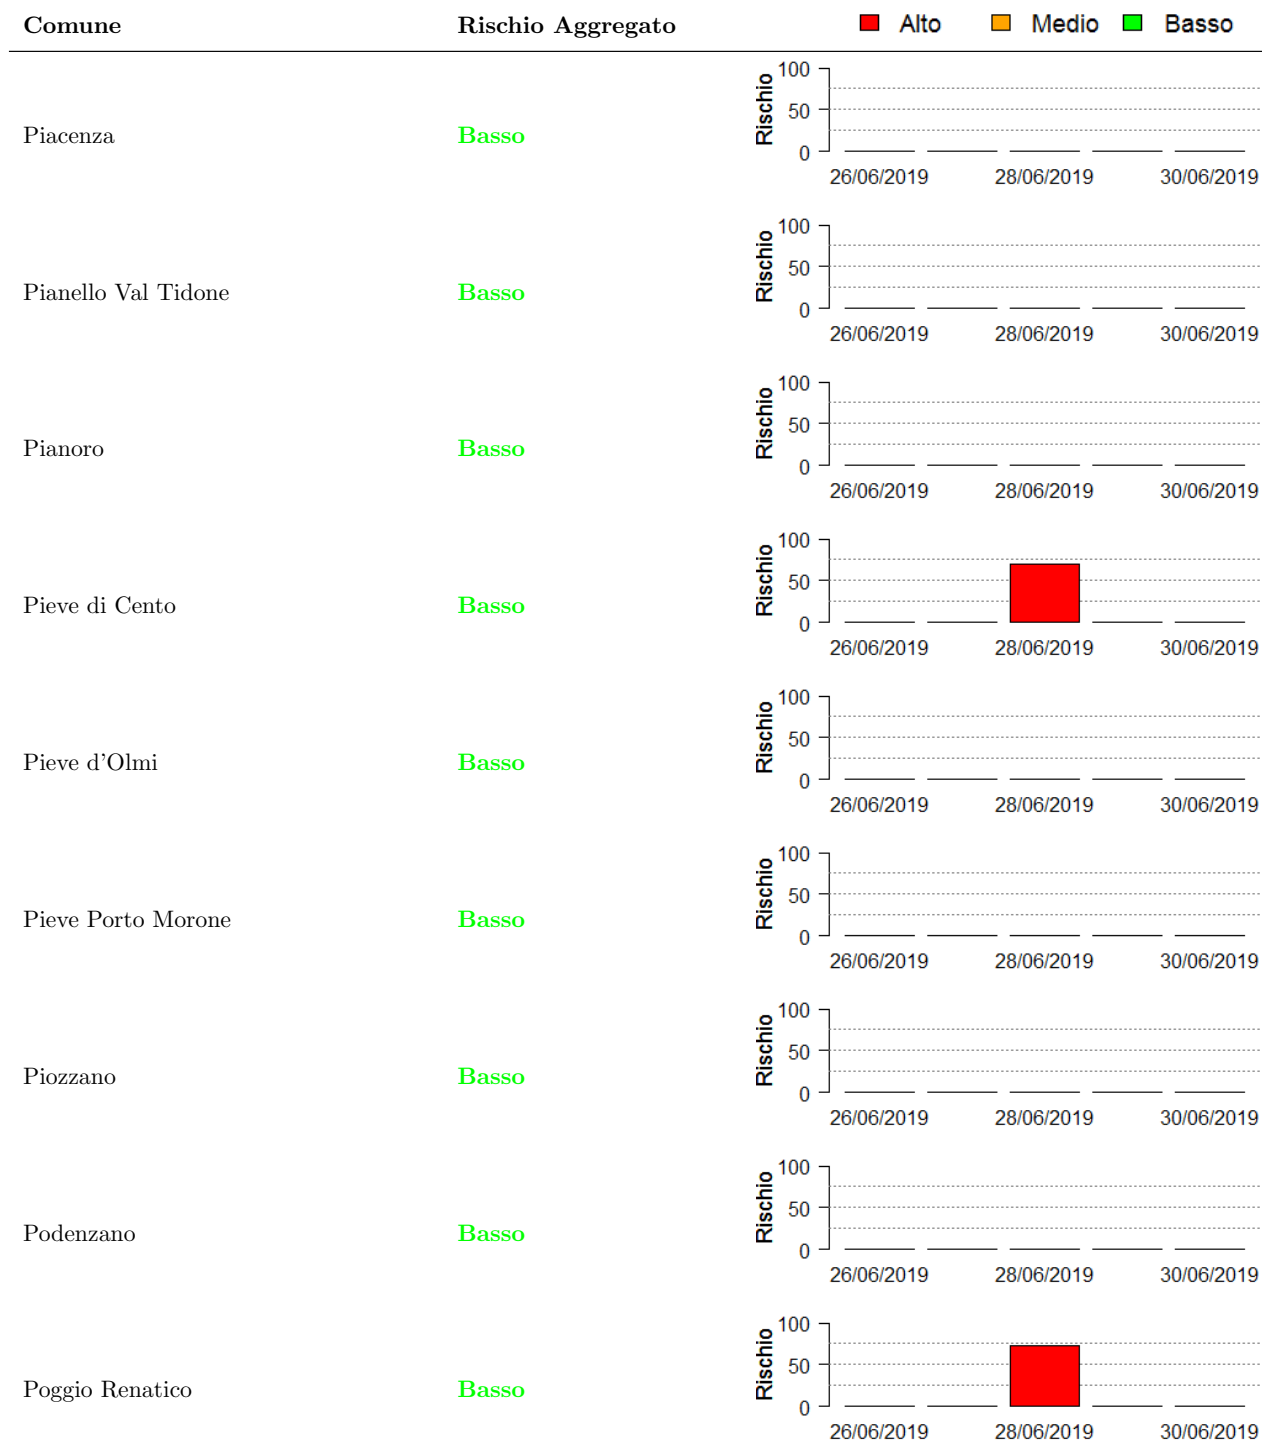 Comune Rischio Aggregato Alto Medio Basso
100
50
0
Rischio
Piacenza Basso
26/06/2019 28/06/2019 30/06/2019
100
50
0
Rischio
Pianello Val Tidone Basso
26/06/2019 28/06/2019 30/06/2019
100
50
0
Rischio
Pianoro Basso
26/06/2019 28/06/2019 30/06/2019
100
50
0
Rischio
Pieve di Cento Basso
26/06/2019 28/06/2019 30/06/2019
100
50
0
Rischio
Pieve d'Olmi Basso
26/06/2019 28/06/2019 30/06/2019
100
50
0
Rischio
Pieve Porto Morone Basso
26/06/2019 28/06/2019 30/06/2019
100
50
0
Rischio
Piozzano Basso
26/06/2019 28/06/2019 30/06/2019
100
50
0
Rischio
Podenzano Basso
26/06/2019 28/06/2019 30/06/2019
100
50
0
Rischio
Poggio Renatico Basso
26/06/2019 28/06/2019 30/06/2019